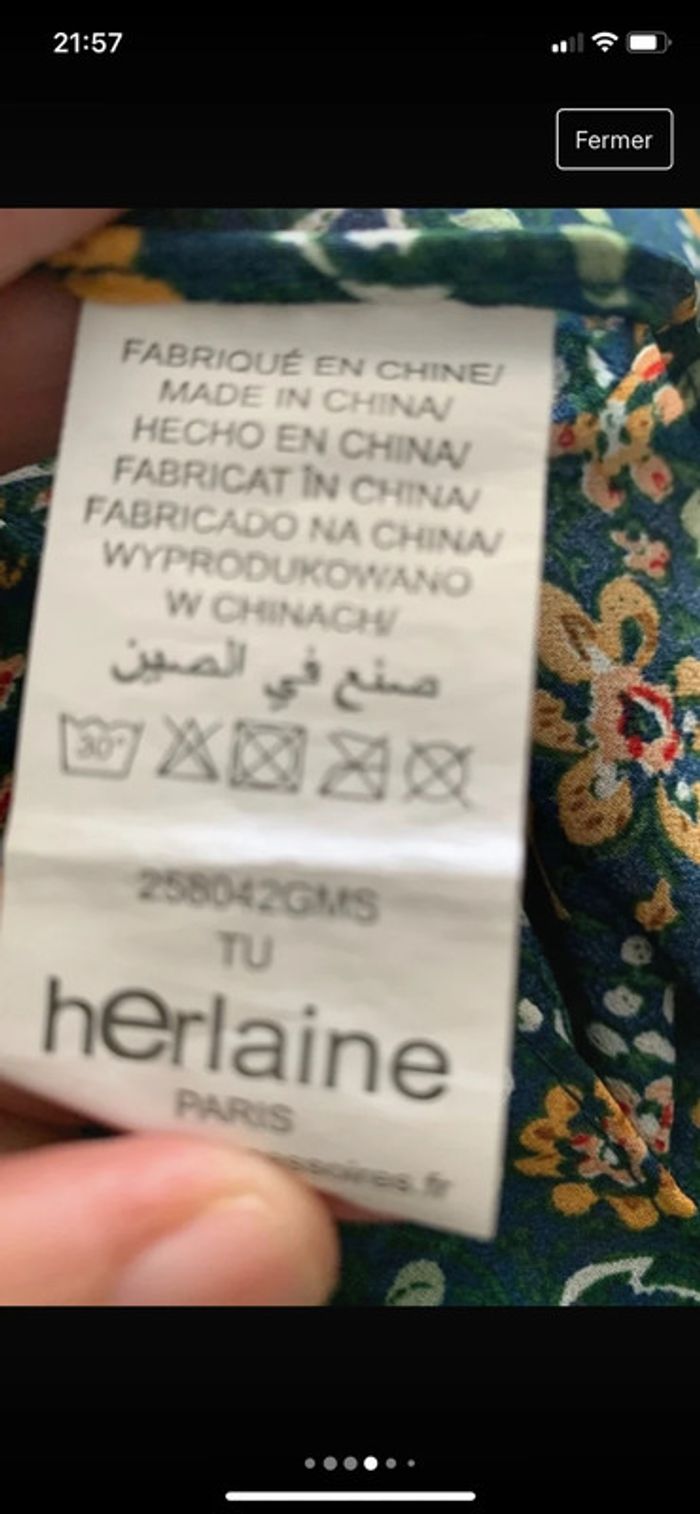 21:57
Fermer
FABRIQUÉ EN CHINE/
MADE IN CHINA/
HECHO EN CHINA/
FABRICAT ÎN CHINA/
FABRICADO NA CHINA/
WYPRODUKOWANO
W CHINACH/
صنع في الصين
30°
258042GMS
TU
herlaine
PARIS